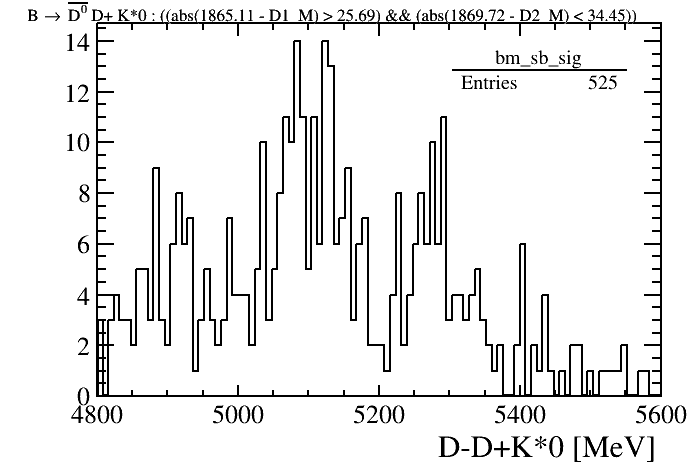 B → D̅⁰ D+ K*0 : ((abs(1865.11 - D1_M) > 25.69) && (abs(1869.72 - D2_M) < 34.45))
bm_sb_sig
Entries 525
14
12
10
8
6
4
2
0
4800 5000 5200 5400 5600
D-D+K*0 [MeV]